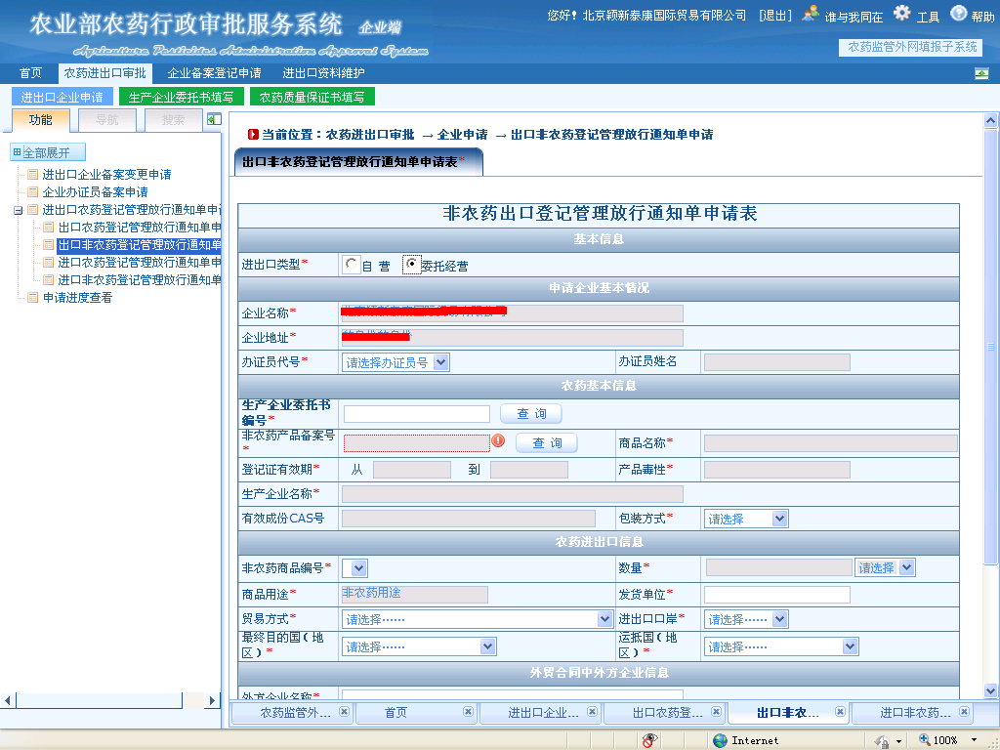 农业部农药行政审批服务系统 企业端
Agriculture Pesticides Administration Approval System
您好! 北京颖新泰康国际贸易有限公司 [退出] 谁与我同在 工具 帮助
农药监管外网填报子系统
首页 农药进出口审批 企业备案登记申请 进出口资料维护
进出口企业申请 生产企业委托书填写 农药质量保证书填写
功能 导航 搜索
全部展开
进出口企业备案变更申请
企业办证员备案申请
进出口农药登记管理放行通知单申
出口农药登记管理放行通知单申
出口非农药登记管理放行通知单
进口农药登记管理放行通知单申
进口非农药登记管理放行通知单
申请进度查看
当前位置：农药进出口审批 →企业申请 →出口非农药登记管理放行通知单申请
出口非农药登记管理放行通知单申请表*
非农药出口登记管理放行通知单申请表
基本信息
进出口类型* 自 营 委托经营
申请企业基本情况
企业名称*
企业地址*
办证员代号* 请选择办证员号 办证员姓名
农药基本信息
生产企业委托书
编号* 查 询
非农药产品备案号
* 查 询 商品名称*
登记证有效期* 从 到 产品毒性*
生产企业名称*
有效成份CAS号 包装方式* 请选择
农药进出口信息
非农药商品编号* 数量* 请选择
商品用途* 非农药用途 发货单位*
贸易方式* 请选择…… 进出口口岸* 请选择……
最终目的国（地
区）* 请选择…… 运抵国（地
区）* 请选择……
外贸合同中外方企业信息
外方企业名称*
农药监管外... 首页 进出口企业... 出口农药登... 出口非农... 进口非农药...
Internet 100%